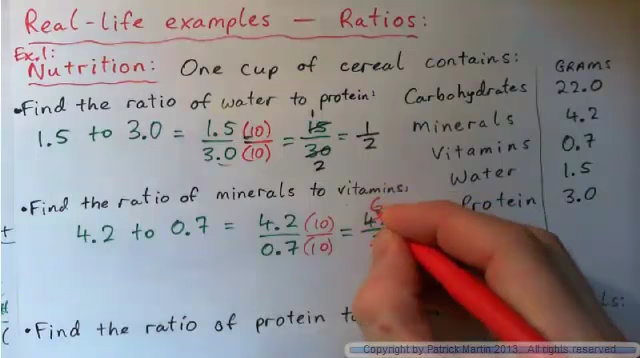 Real-life examples — Ratios:
Ex.1:
Nutrition: One cup of cereal contains:
GRAMS
Carbohydrates 22.0
minerals 4.2
Vitamins 0.7
Water 1.5
Protein 3.0
•Find the ratio of water to protein:
1.5 to 3.0 = 1.5(10)/3.0(10) = 15/30 = 1/2
1
2
•Find the ratio of minerals to vitamins:
4.2 to 0.7 = 4.2(10)/0.7(10) =
•Find the ratio of protein to
ls:
Copyright by Patrick Martin 2013. All rights reserved